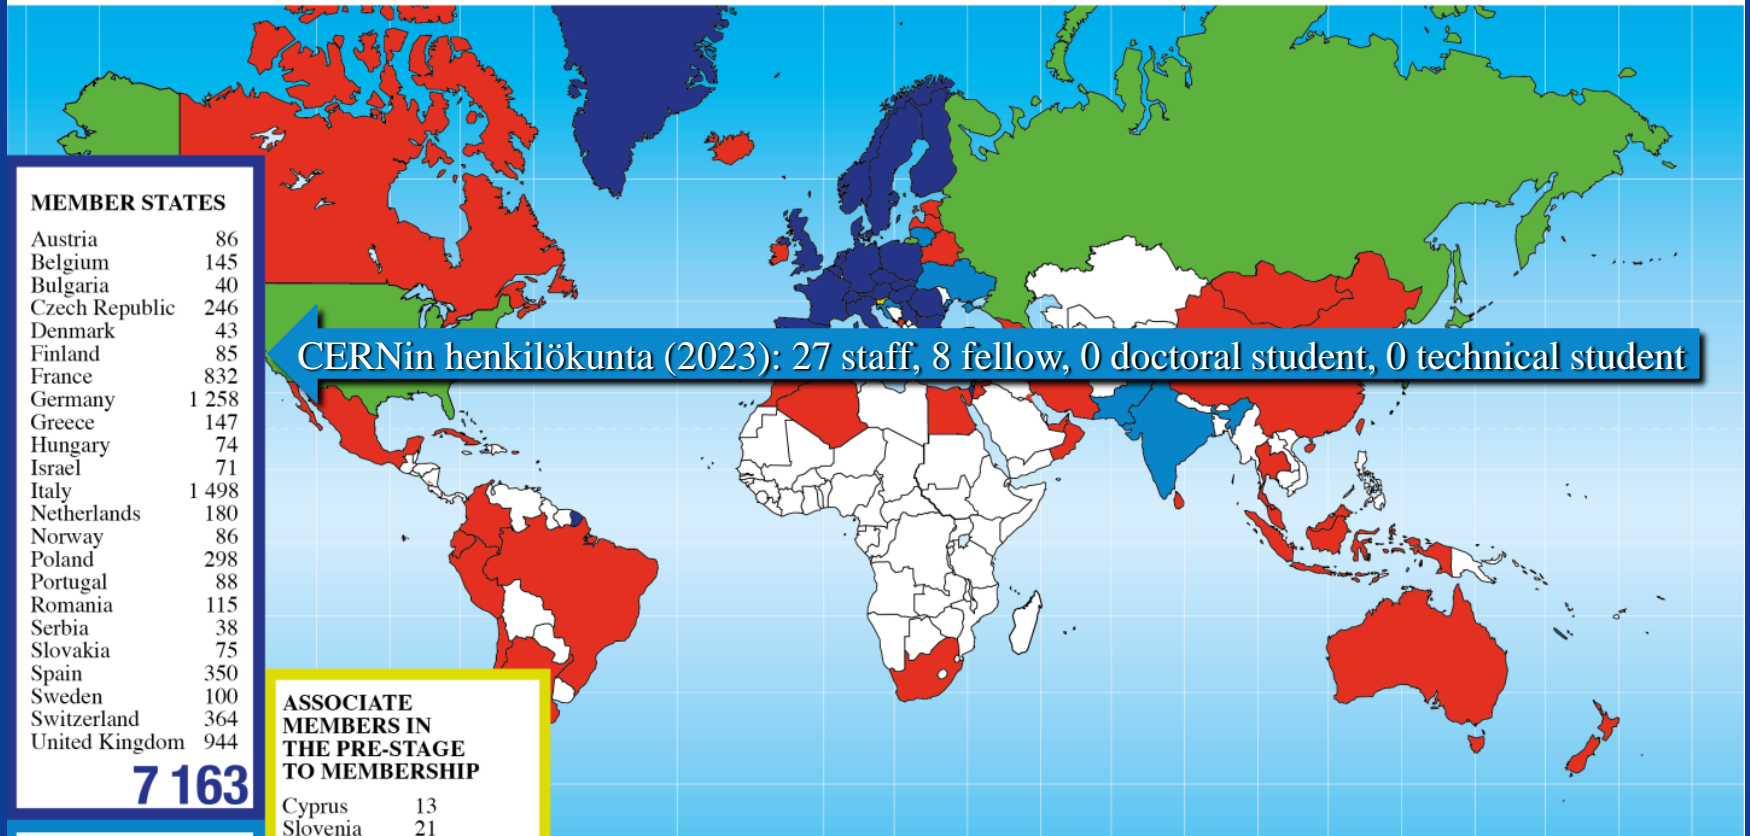 MEMBER STATES
Austria 86
Belgium 145
Bulgaria 40
Czech Republic 246
Denmark 43
Finland 85
France 832
Germany 1 258
Greece 147
Hungary 74
Israel 71
Italy 1 498
Netherlands 180
Norway 86
Poland 298
Portugal 88
Romania 115
Serbia 38
Slovakia 75
Spain 350
Sweden 100
Switzerland 364
United Kingdom 944
7 163
CERNin henkilökunta (2023): 27 staff, 8 fellow, 0 doctoral student, 0 technical student
ASSOCIATE
MEMBERS IN
THE PRE-STAGE
TO MEMBERSHIP
Cyprus 13
Slovenia 21